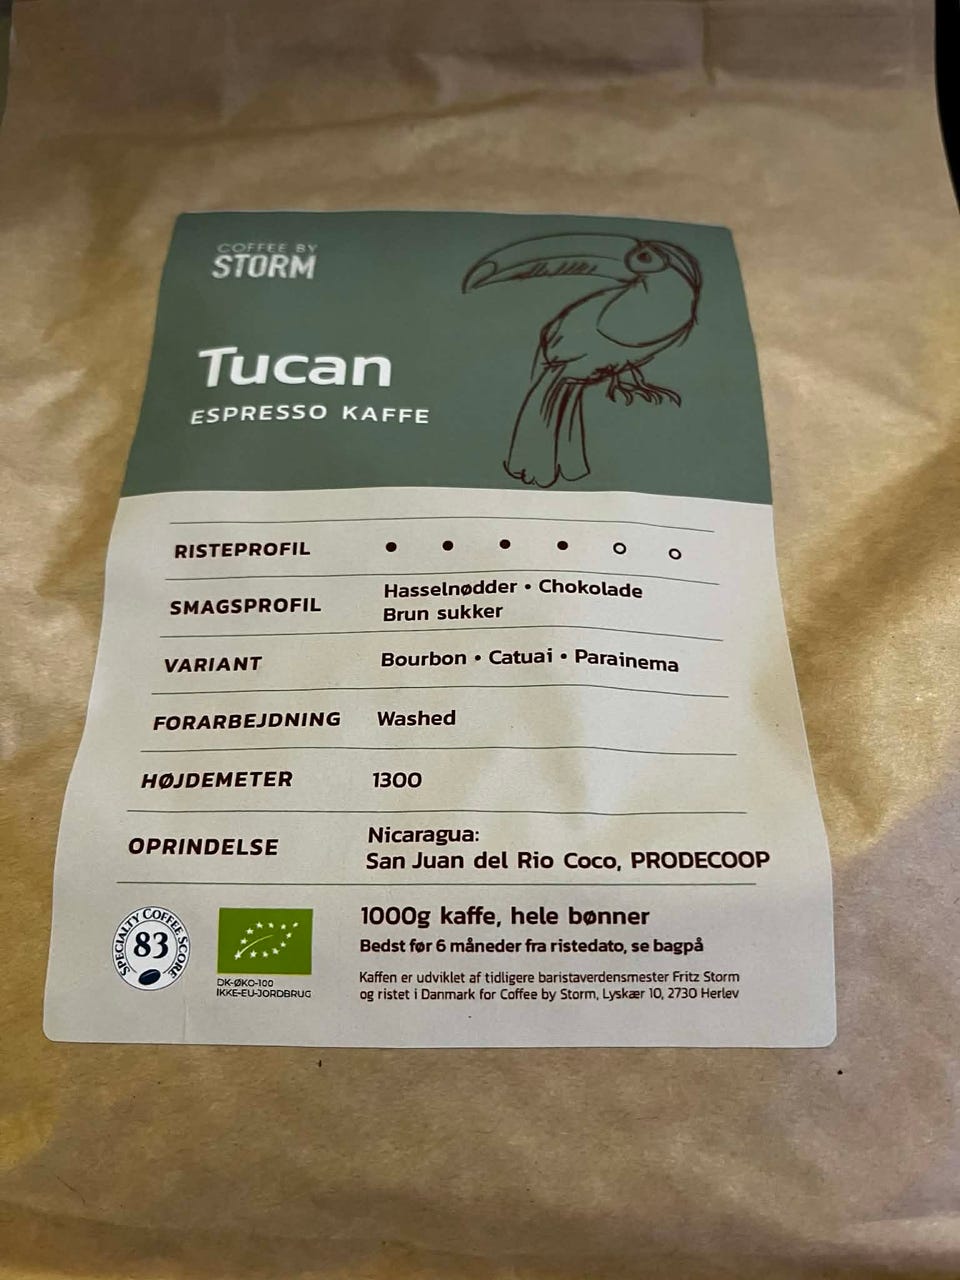 COFFEE BY
STORM
Tucan
ESPRESSO KAFFE
RISTEPROFIL
SMAGSPROFIL Hasselnødder • Chokolade
Brun sukker
VARIANT Bourbon • Catuai • Parainema
FORARBEJDNING Washed
HØJDEMETER 1300
OPRINDELSE Nicaragua:
San Juan del Rio Coco, PRODECOOP
SPECIALTY COFFEE SCORE
83
DK-ØKO-100
IKKE-EU-JORDBRUG
1000g kaffe, hele bønner
Bedst før 6 måneder fra ristedato, se bagpå
Kaffen er udviklet af tidligere baristaverdensmester Fritz Storm
og ristet i Danmark for Coffee by Storm, Lyskær 10, 2730 Herlev